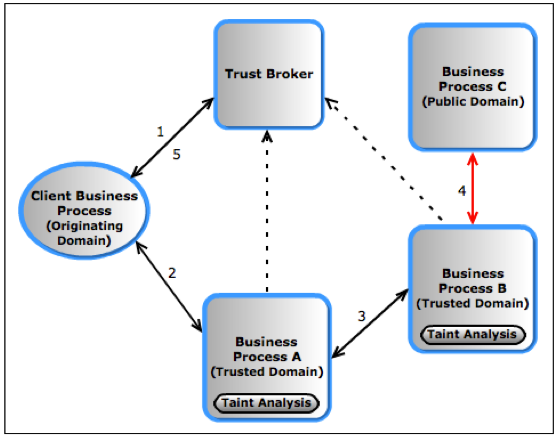 Trust Broker
Business
Process C
(Public Domain)
1
5
4
Client Business
Process
(Originating
Domain)
2
3
Business
Process B
(Trusted Domain)
Taint Analysis
Business
Process A
(Trusted Domain)
Taint Analysis